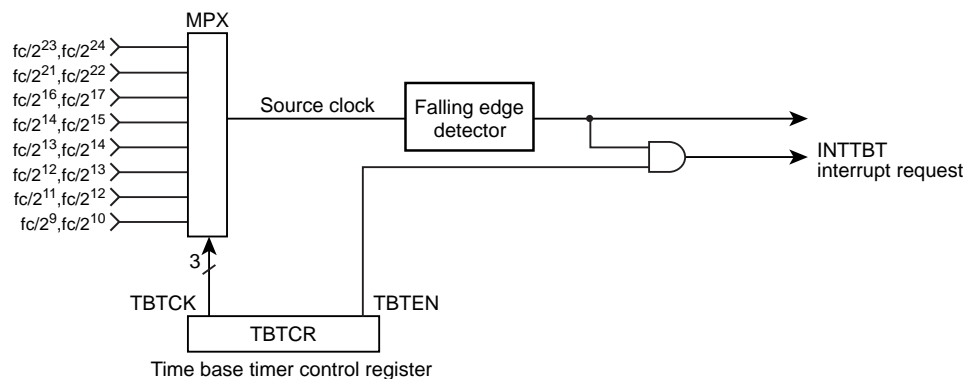 MPX
fc/2^23,fc/2^24
fc/2^21,fc/2^22
fc/2^16,fc/2^17
fc/2^14,fc/2^15
fc/2^13,fc/2^14
fc/2^12,fc/2^13
fc/2^11,fc/2^12
fc/2^9,fc/2^10
Source clock
Falling edge
detector
INTTBT
interrupt request
3
TBTCK
TBTEN
TBTCR
Time base timer control register